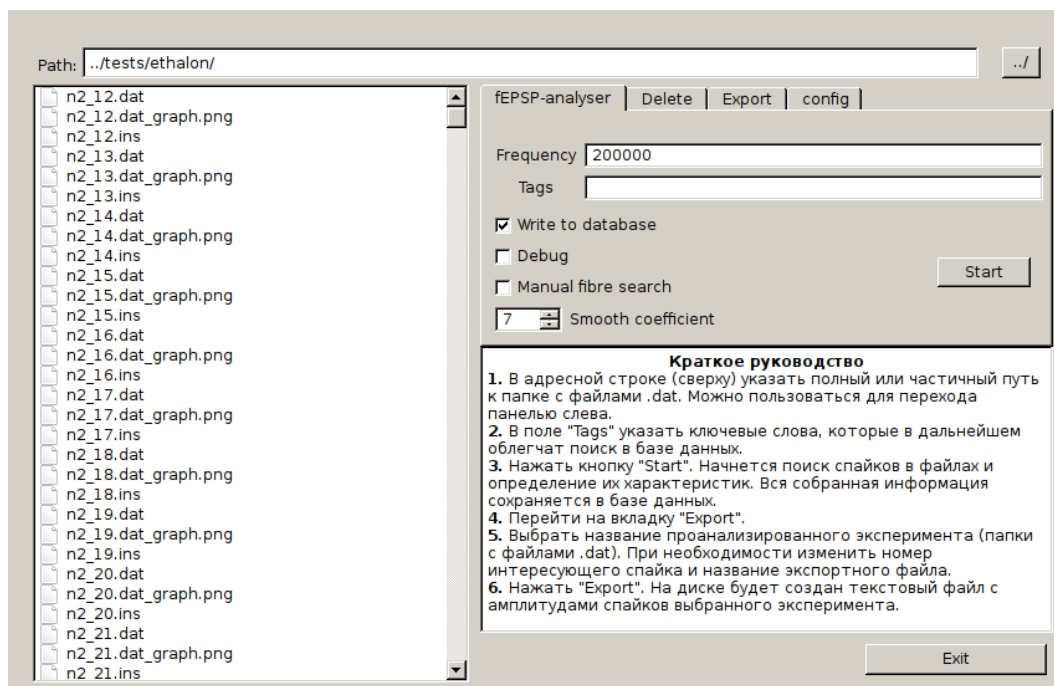 Path: ../tests/ethalon/ ../
n2_12.dat
n2_12.dat_graph.png
n2_12.ins
n2_13.dat
n2_13.dat_graph.png
n2_13.ins
n2_14.dat
n2_14.dat_graph.png
n2_14.ins
n2_15.dat
n2_15.dat_graph.png
n2_15.ins
n2_16.dat
n2_16.dat_graph.png
n2_16.ins
n2_17.dat
n2_17.dat_graph.png
n2_17.ins
n2_18.dat
n2_18.dat_graph.png
n2_18.ins
n2_19.dat
n2_19.dat_graph.png
n2_19.ins
n2_20.dat
n2_20.dat_graph.png
n2_20.ins
n2_21.dat
n2_21.dat_graph.png
n2_21.ins
fEPSP-analyser Delete Export config
Frequency 200000
Tags
Write to database
Debug
Start
Manual fibre search
7 Smooth coefficient
Краткое руководство
1. В адресной строке (сверху) указать полный или частичный путь
к папке с файлами .dat. Можно пользоваться для перехода
панелью слева.
2. В поле "Tags" указать ключевые слова, которые в дальнейшем
облегчат поиск в базе данных.
3. Нажать кнопку "Start". Начнется поиск спайков в файлах и
определение их характеристик. Вся собранная информация
сохраняется в базе данных.
4. Перейти на вкладку "Export".
5. Выбрать название проанализированного эксперимента (папки
с файлами .dat). При необходимости изменить номер
интересующего спайка и название экспортного файла.
6. Нажать "Export". На диске будет создан текстовый файл с
амплитудами спайков выбранного эксперимента.
Exit